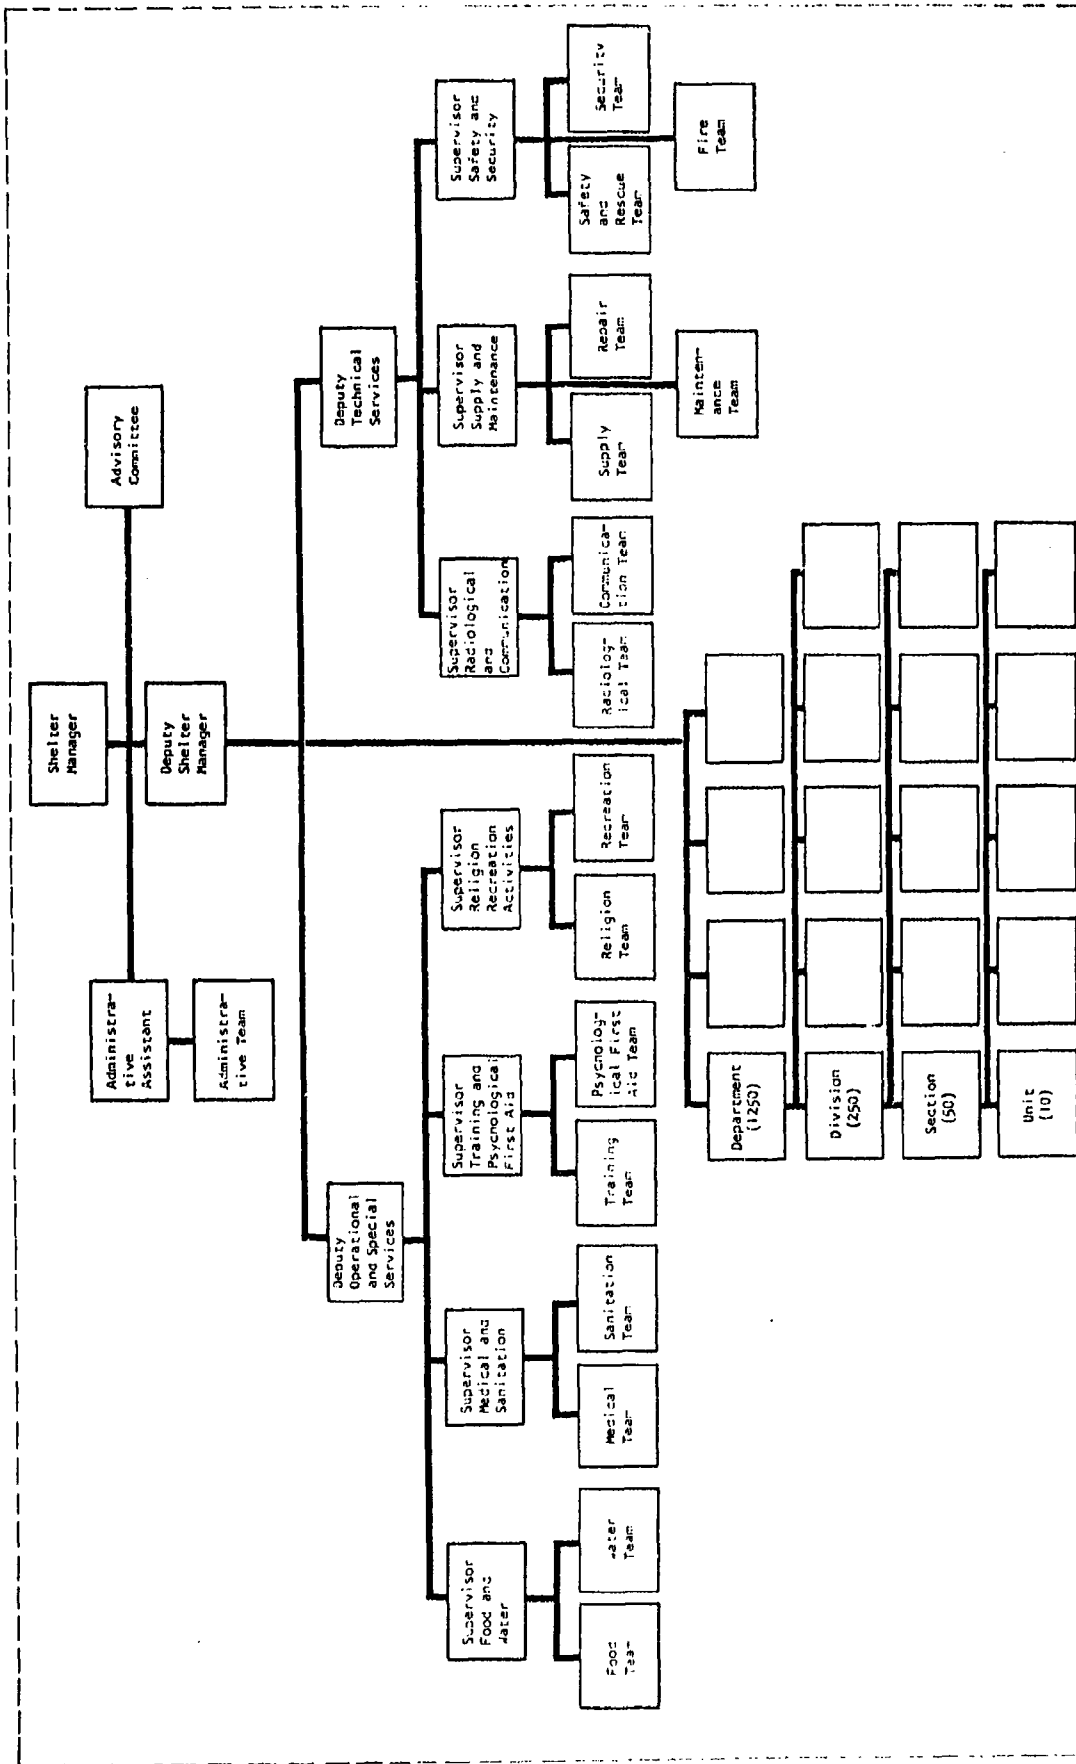 Shelter
Manager
Advisory
Committee
Deputy
Shelter
Manager
Administra-
tive
Assistant
Administra-
tive Team
Deputy
Operational
and Special
Services
Deputy
Technical
Services
Supervisor
Food and
Water
Supervisor
Medical and
Sanitation
Supervisor
Training and
Psychological
First Aid
Supervisor
Religion
Recreation
Activities
Supervisor
Radiological
and
Communication
Supervisor
Supply and
Maintenance
Supervisor
Safety and
Security
Food
Team
Water
Team
Medical
Team
Sanitation
Team
Training
Team
Psycholog-
ical First
Aid Team
Religion
Team
Recreation
Team
Radiolog-
ical Team
Communica-
tion Team
Supply
Team
Repair
Team
Mainten-
ance
Team
Safety
and
Rescue
Team
Security
Team
Fire
Team
Department
(1250)
Division
(250)
Section
(50)
Unit
(10)